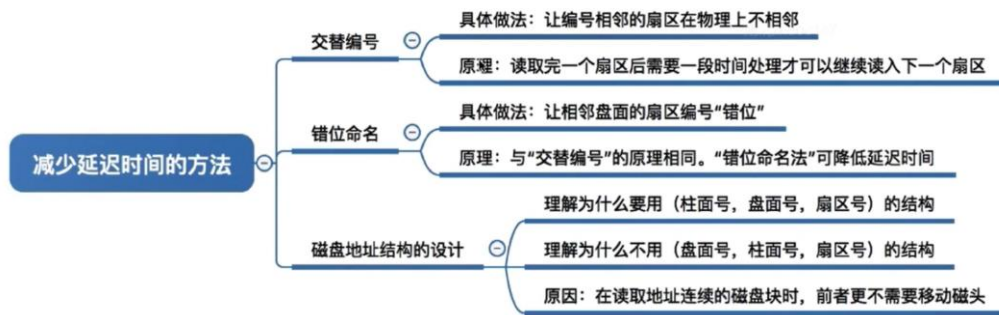 减少延迟时间的方法
交替编号
具体做法：让编号相邻的扇区在物理上不相邻
原理：读取完一个扇区后需要一段时间处理才可以继续读入下一个扇区
错位命名
具体做法：让相邻盘面的扇区编号“错位”
原理：与“交替编号”的原理相同。“错位命名法”可降低延迟时间
磁盘地址结构的设计
理解为什么要用（柱面号，盘面号，扇区号）的结构
理解为什么不用（盘面号，柱面号，扇区号）的结构
原因：在读取地址连续的磁盘块时，前者更不需要移动磁头